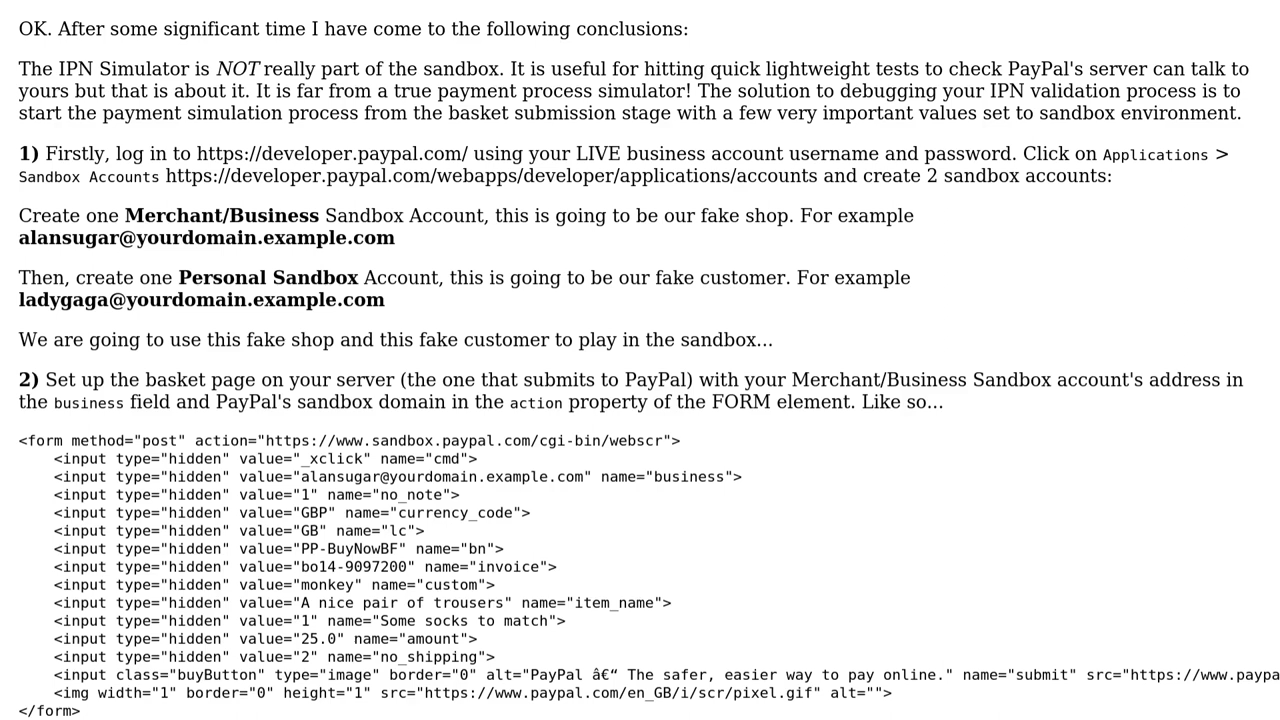 OK. After some significant time I have come to the following conclusions:
The IPN Simulator is NOT really part of the sandbox. It is useful for hitting quick lightweight tests to check PayPal's server can talk to
yours but that is about it. It is far from a true payment process simulator! The solution to debugging your IPN validation process is to
start the payment simulation process from the basket submission stage with a few very important values set to sandbox environment.
1) Firstly, log in to https://developer.paypal.com/ using your LIVE business account username and password. Click on Applications >
Sandbox Accounts https://developer.paypal.com/webapps/developer/applications/accounts and create 2 sandbox accounts:
Create one Merchant/Business Sandbox Account, this is going to be our fake shop. For example
alansugar@yourdomain.example.com
Then, create one Personal Sandbox Account, this is going to be our fake customer. For example
ladygaga@yourdomain.example.com
We are going to use this fake shop and this fake customer to play in the sandbox...
2) Set up the basket page on your server (the one that submits to PayPal) with your Merchant/Business Sandbox account's address in
the business field and PayPal's sandbox domain in the action property of the FORM element. Like so...
<form method="post" action="https://www.sandbox.paypal.com/cgi-bin/webscr">
    <input type="hidden" value="_xclick" name="cmd">
    <input type="hidden" value="alansugar@yourdomain.example.com" name="business">
    <input type="hidden" value="1" name="no_note">
    <input type="hidden" value="GBP" name="currency_code">
    <input type="hidden" value="GB" name="lc">
    <input type="hidden" value="PP-BuyNowBF" name="bn">
    <input type="hidden" value="bo14-9097200" name="invoice">
    <input type="hidden" value="monkey" name="custom">
    <input type="hidden" value="A nice pair of trousers" name="item_name">
    <input type="hidden" value="1" name="Some socks to match">
    <input type="hidden" value="25.0" name="amount">
    <input type="hidden" value="2" name="no_shipping">
    <input class="buyButton" type="image" border="0" alt="PayPal â€“ The safer, easier way to pay online." name="submit" src="https://www.paypa
    <img width="1" border="0" height="1" src="https://www.paypal.com/en_GB/i/scr/pixel.gif" alt="">
</form>